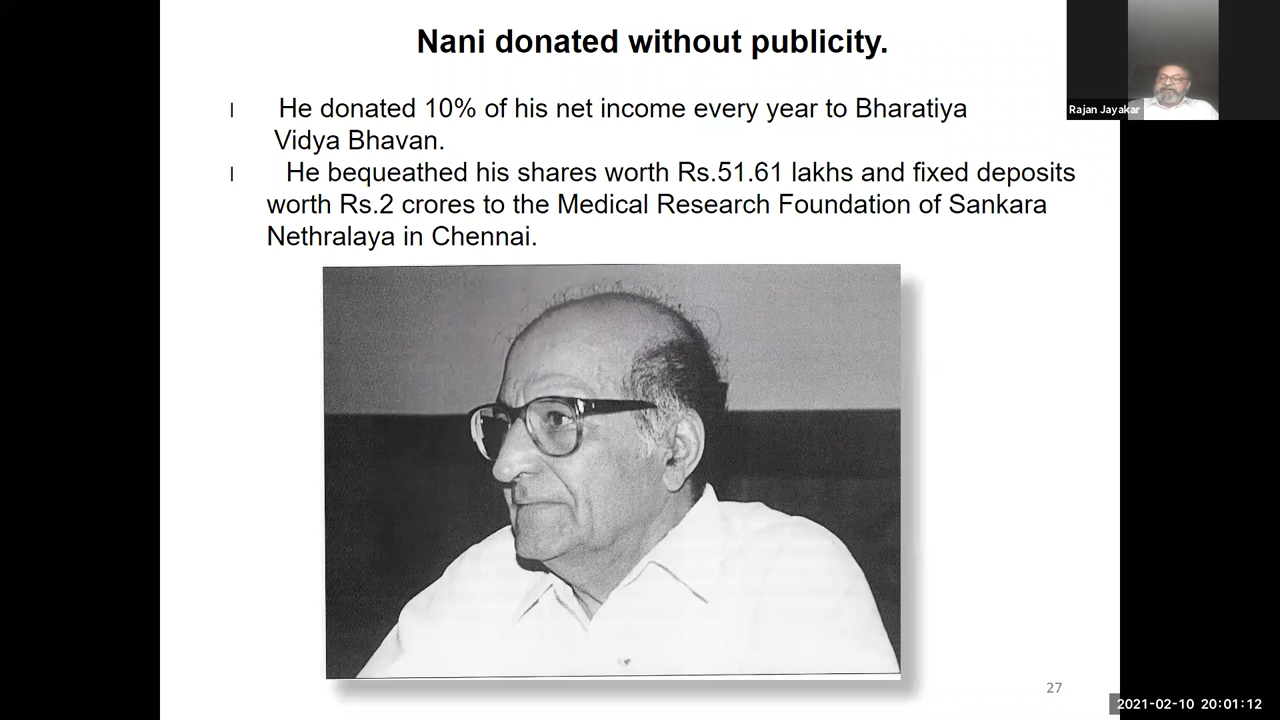 Nani donated without publicity.
Rajan Jayakar
l He donated 10% of his net income every year to Bharatiya
Vidya Bhavan.
l He bequeathed his shares worth Rs.51.61 lakhs and fixed deposits
worth Rs.2 crores to the Medical Research Foundation of Sankara
Nethralaya in Chennai.
27
2021-02-10 20:01:12